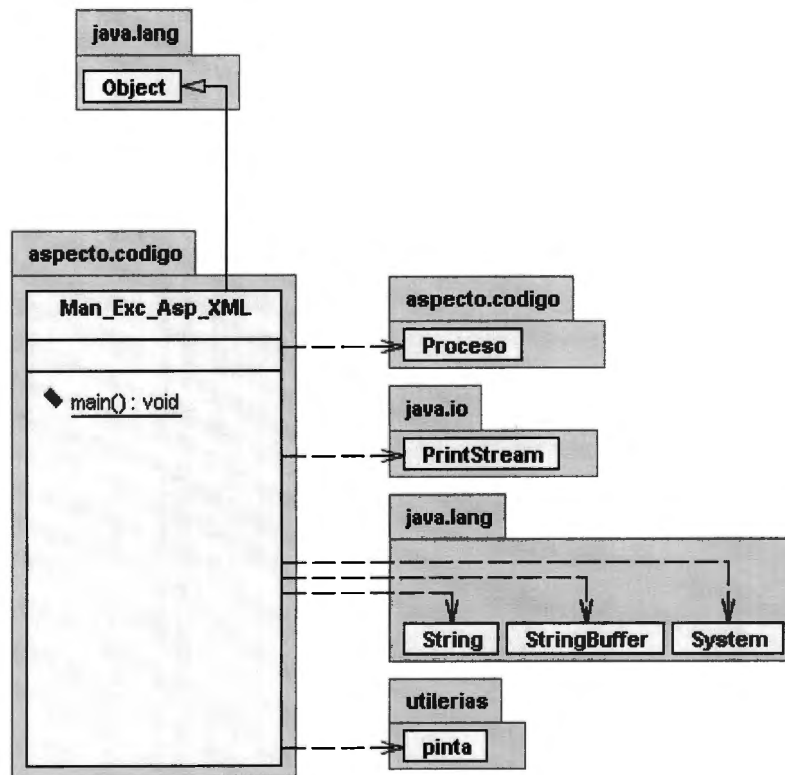 java.lang
Object
aspecto.codigo
Man_Exc_Asp_XML
main() : void
aspecto.codigo
Proceso
java.io
PrintStream
java.lang
String StringBuffer System
utilerias
pinta